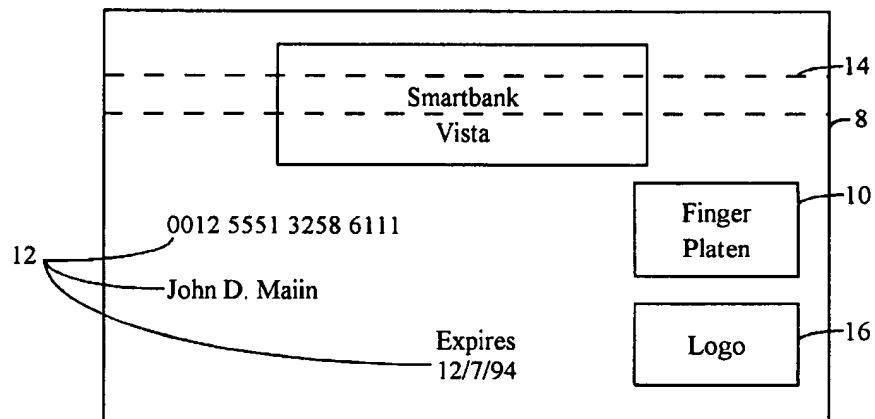 14
Smartbank
Vista
8
10
Finger
Platen
0012 5551 3258 6111
12
John D. Maiin
Expires
12/7/94
Logo
16